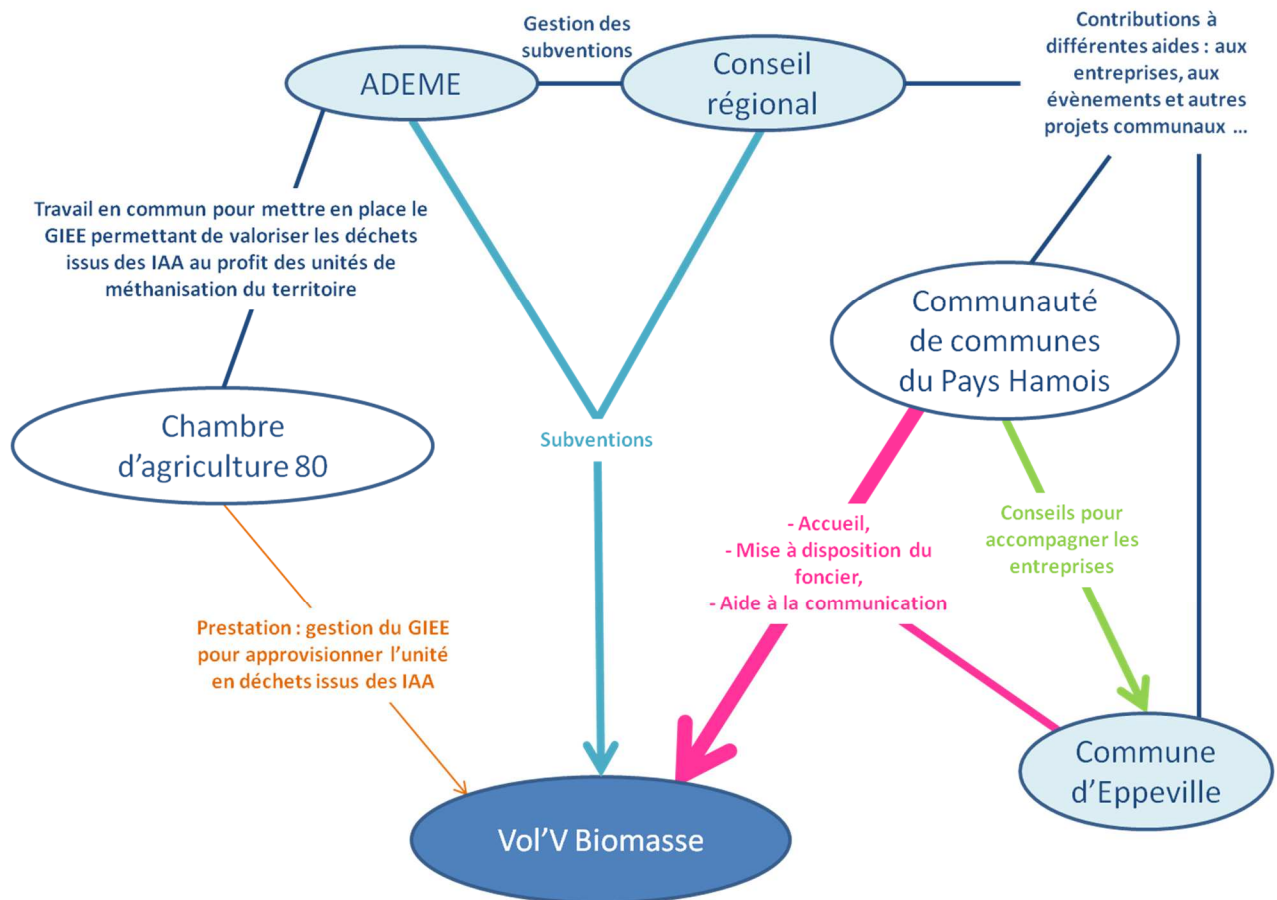 Gestion des
subventions
Contributions à
différentes aides : aux
entreprises, aux
évènements et autres
projets communaux ...
ADEME
Conseil
régional
Travail en commun pour mettre en place le
GIEE permettant de valoriser les déchets
issus des IAA au profit des unités de
méthanisation du territoire
Communauté
de communes
du Pays Hamois
Chambre
d'agriculture 80
Subventions
- Accueil,
- Mise à disposition du
foncier,
- Aide à la communication
Conseils pour
accompagner les
entreprises
Prestation : gestion du GIEE
pour approvisionner l'unité
en déchets issus des IAA
Commune
d'Eppeville
Vol'V Biomasse